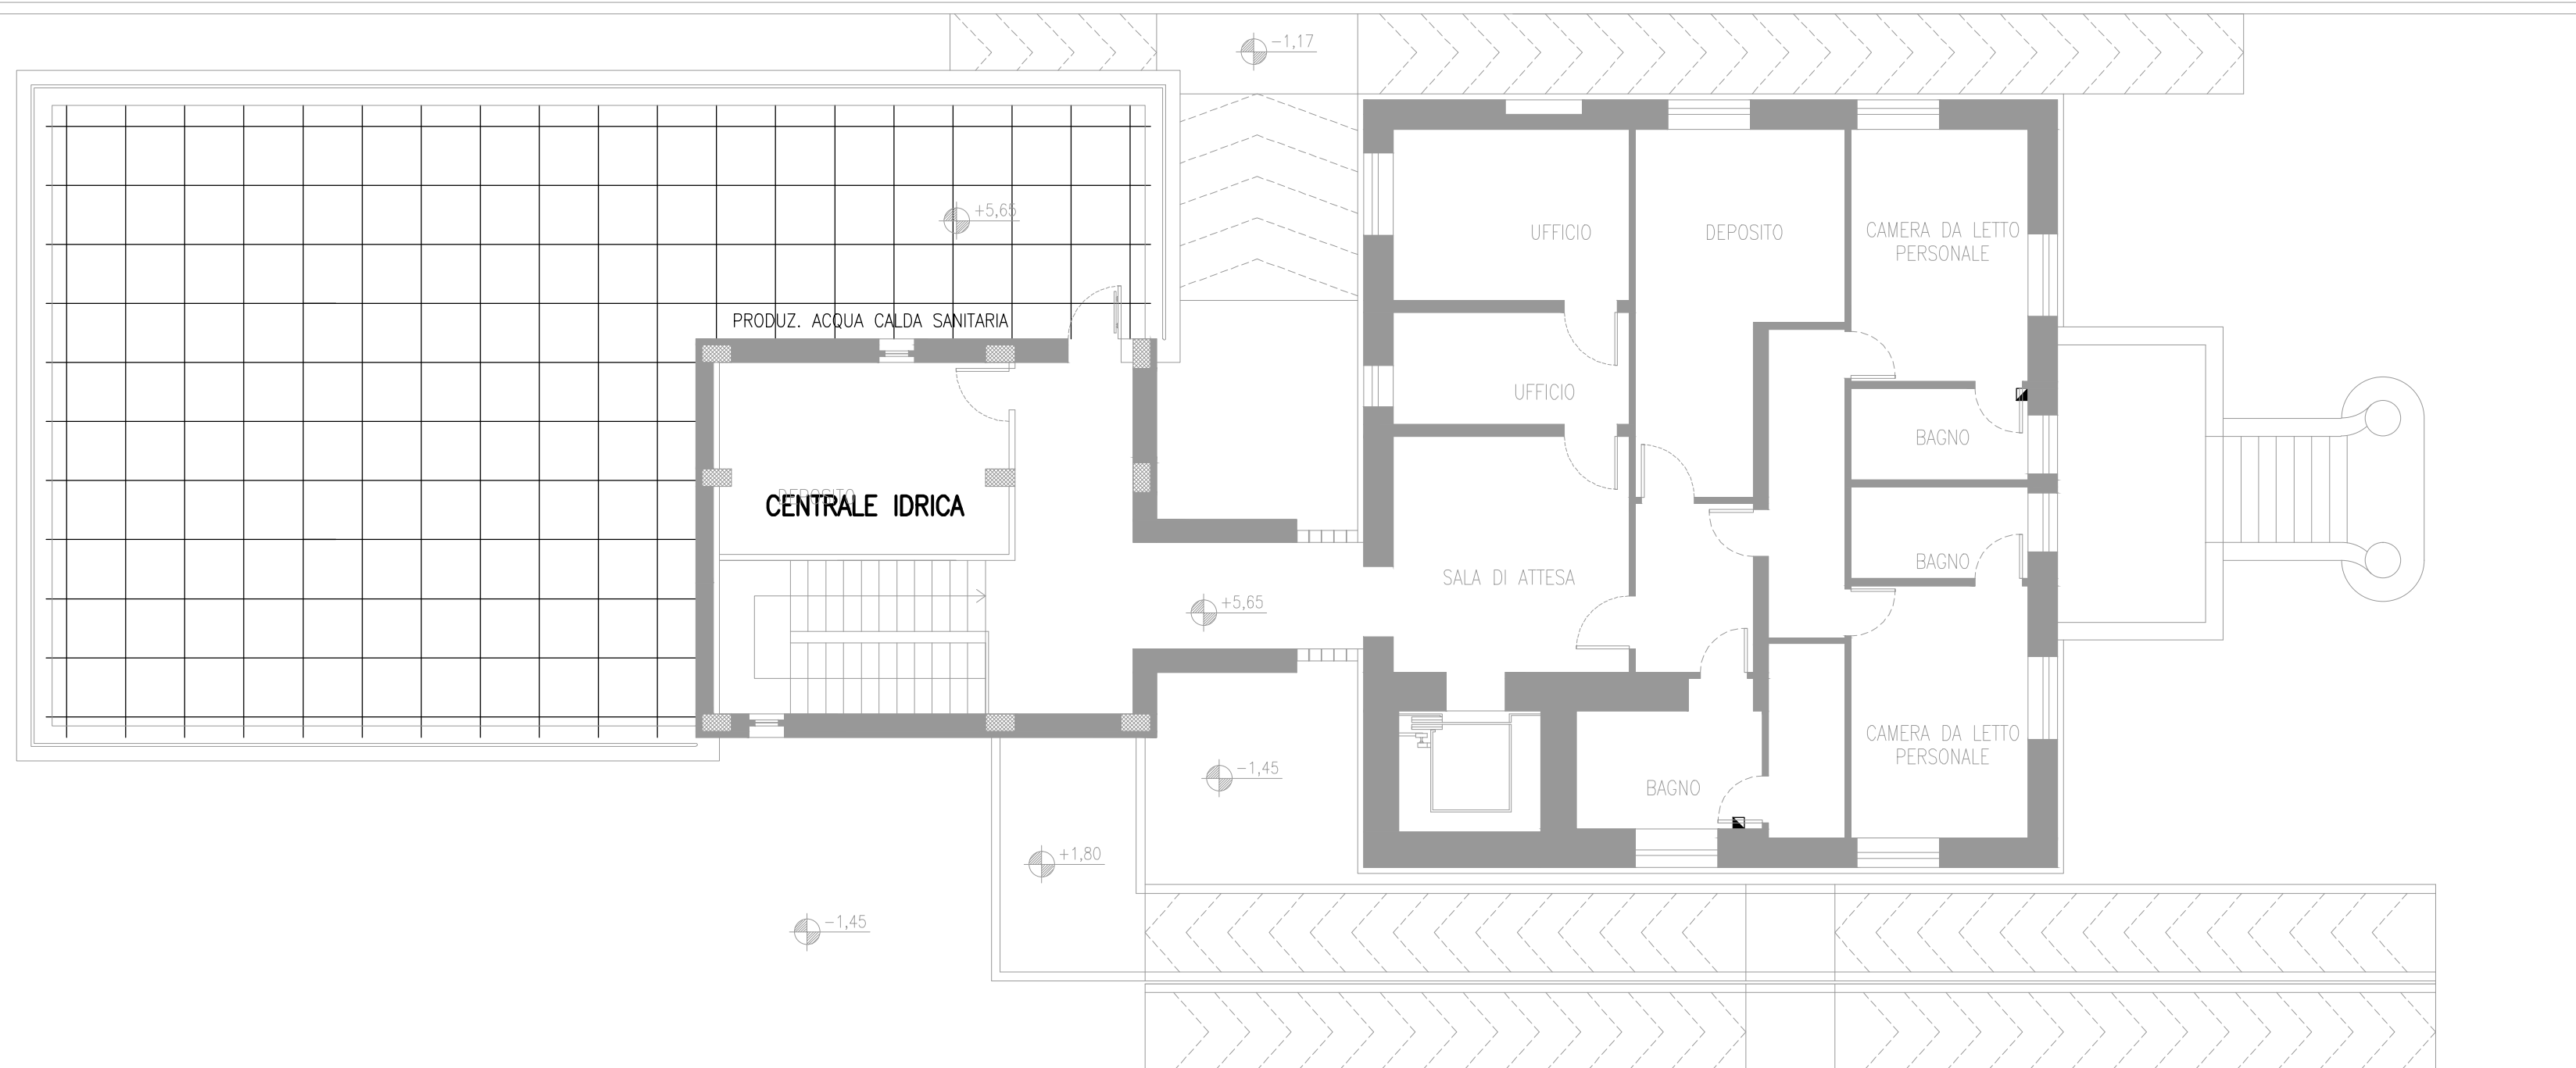 -1,17
+5,65
UFFICIO
DEPOSITO
CAMERA DA LETTO
PERSONALE
PRODUZ. ACQUA CALDA SANITARIA
UFFICIO
BAGNO
DEPOSITO
CENTRALE IDRICA
BAGNO
SALA DI ATTESA
+5,65
CAMERA DA LETTO
PERSONALE
-1,45
BAGNO
+1,80
-1,45